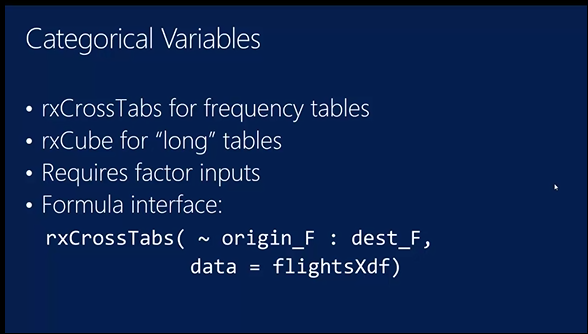 Categorical Variables
• rxCrossTabs for frequency tables
• rxCube for “long” tables
• Requires factor inputs
• Formula interface:
rxCrossTabs( ~ origin_F : dest_F,
data = flightsXdf)